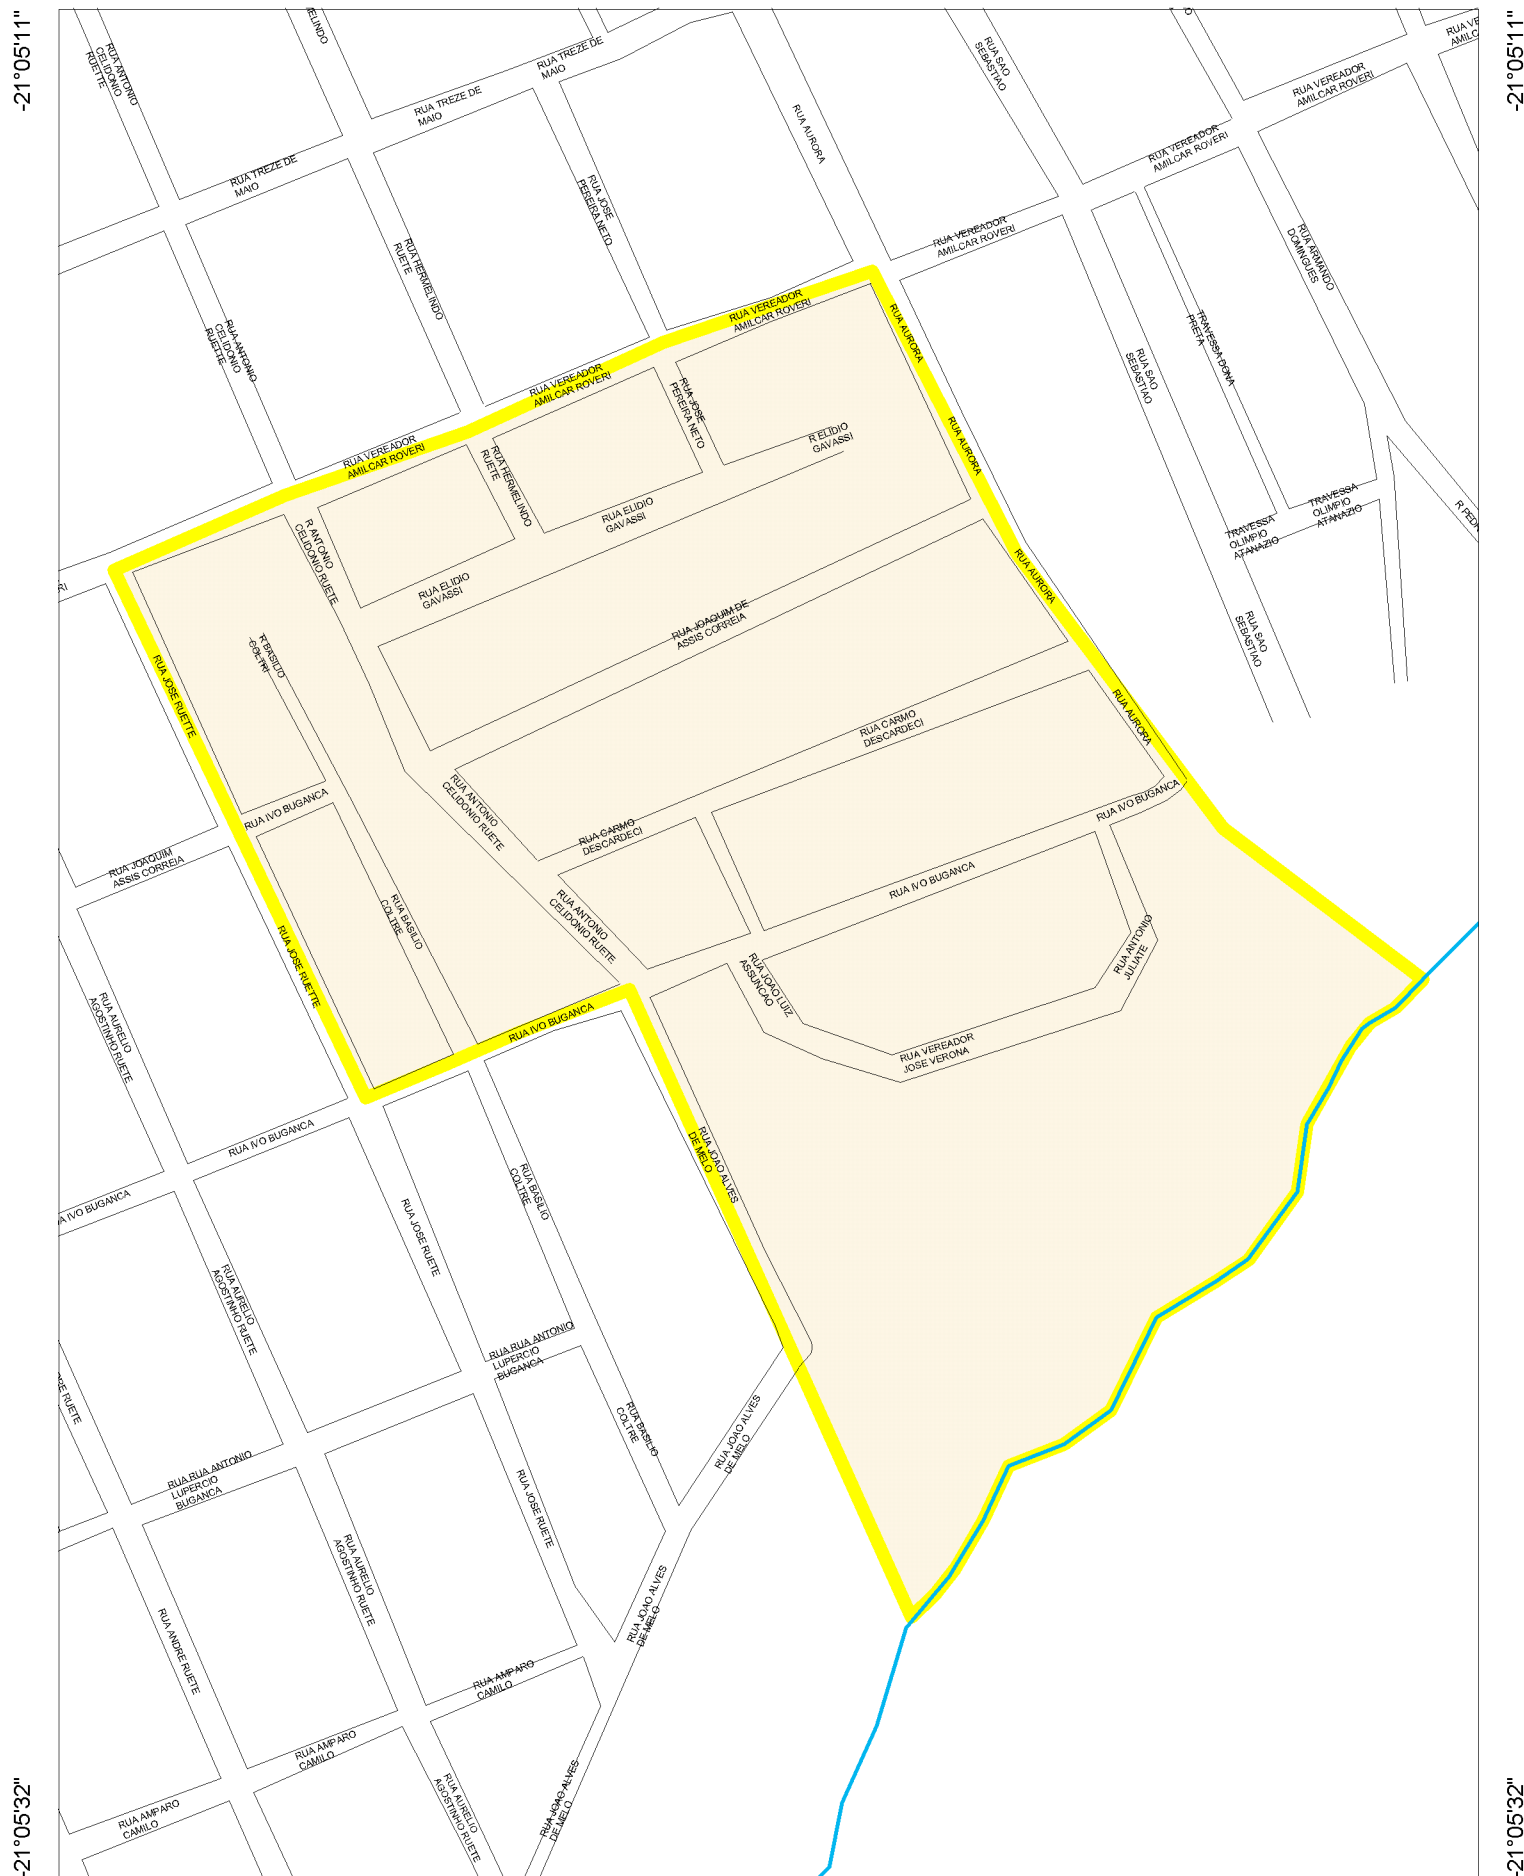 -21°05'11"
-21°05'11"
RUA ANTONIO
CELIDONIO
RUETTE
RUA TREZE DE
MAIO
RUA TREZE DE
MAIO
RUA TREZE DE
MAIO
RUA AURORA
RUA SAO
SEBASTIAO
RUA VEREADOR
AMILCAR ROVERI
RUA VEREADOR
AMILCAR ROVERI
RUA VEREADOR
AMILCAR ROVERI
RUA JOSE
PEREIRA NETO
RUA HERMELINDO
RUETE
RUA ARMANDO
DOMINGUES
RUA ANTONIO
CELIDONIO
RUETTE
RUA VEREADOR
AMILCAR ROVERI
RUA VEREADOR
AMILCAR ROVERI
RUA VEREADOR
AMILCAR ROVERI
RUA AURORA
RUA SAO
SEBASTIAO
TRAVESSA DONA
PRETA
RUA JOSE
PEREIRA NETO
R ELIDIO
GAVASSI
RUA AURORA
RUA HERMELINDO
RUETE
RUA ELIDIO
GAVASSI
RUA ELIDIO
GAVASSI
R ANTONIO
CELIDONIO RUETE
TRAVESSA
OLIMPIO
ATANAZIO
TRAVESSA
OLIMPIO
ATANAZIO
RUA AURORA
RUA JOAQUIM DE
ASSIS CORREIA
RUA SAO
SEBASTIAO
R BASILIO
COLTRI
RUA JOSE RUETTE
RUA AURORA
RUA CARMO
DESCARDECI
RUA IVO BUGANCA
RUA ANTONIO
CELIDONIO RUETE
RUA CARMO
DESCARDECI
RUA IVO BUGANCA
RUA JOAQUIM
ASSIS CORREIA
RUA IVO BUGANCA
RUA BASILIO
COLTRE
RUA ANTONIO
CELIDONIO RUETE
RUA JOSE RUETTE
RUA JOAO LUIZ
ASSUNCAO
RUA ANTONIO
JULIATE
RUA IVO BUGANCA
RUA VEREADOR
JOSE VERONA
RUA AURELIO
AGOSTINHO RUETE
RUA IVO BUGANCA
RUA JOAO ALVES
DE MELO
RUA BASILIO
COLTRE
RUA JOSE RUETE
A IVO BUGANCA
RUA AURELIO
AGOSTINHO RUETE
RUA RUA ANTONIO
LUPERCIO
BUGANCA
RUA BASILIO
COLTRE
RUA JOAO ALVES
DE MELO
RUA RUA ANTONIO
LUPERCIO
BUGANCA
RUA JOSE RUETE
RUA AURELIO
AGOSTINHO RUETE
RUA JOAO ALVES
DE MELO
RUA ANDRE RUETE
RUA AMPARO
CAMILO
RUA AMPARO
CAMILO
RUA AMPARO
CAMILO
RUA AURELIO
AGOSTINHO RUETE
RUA JOAO ALVES
DE MELO
-21°05'32"
-21°05'32"